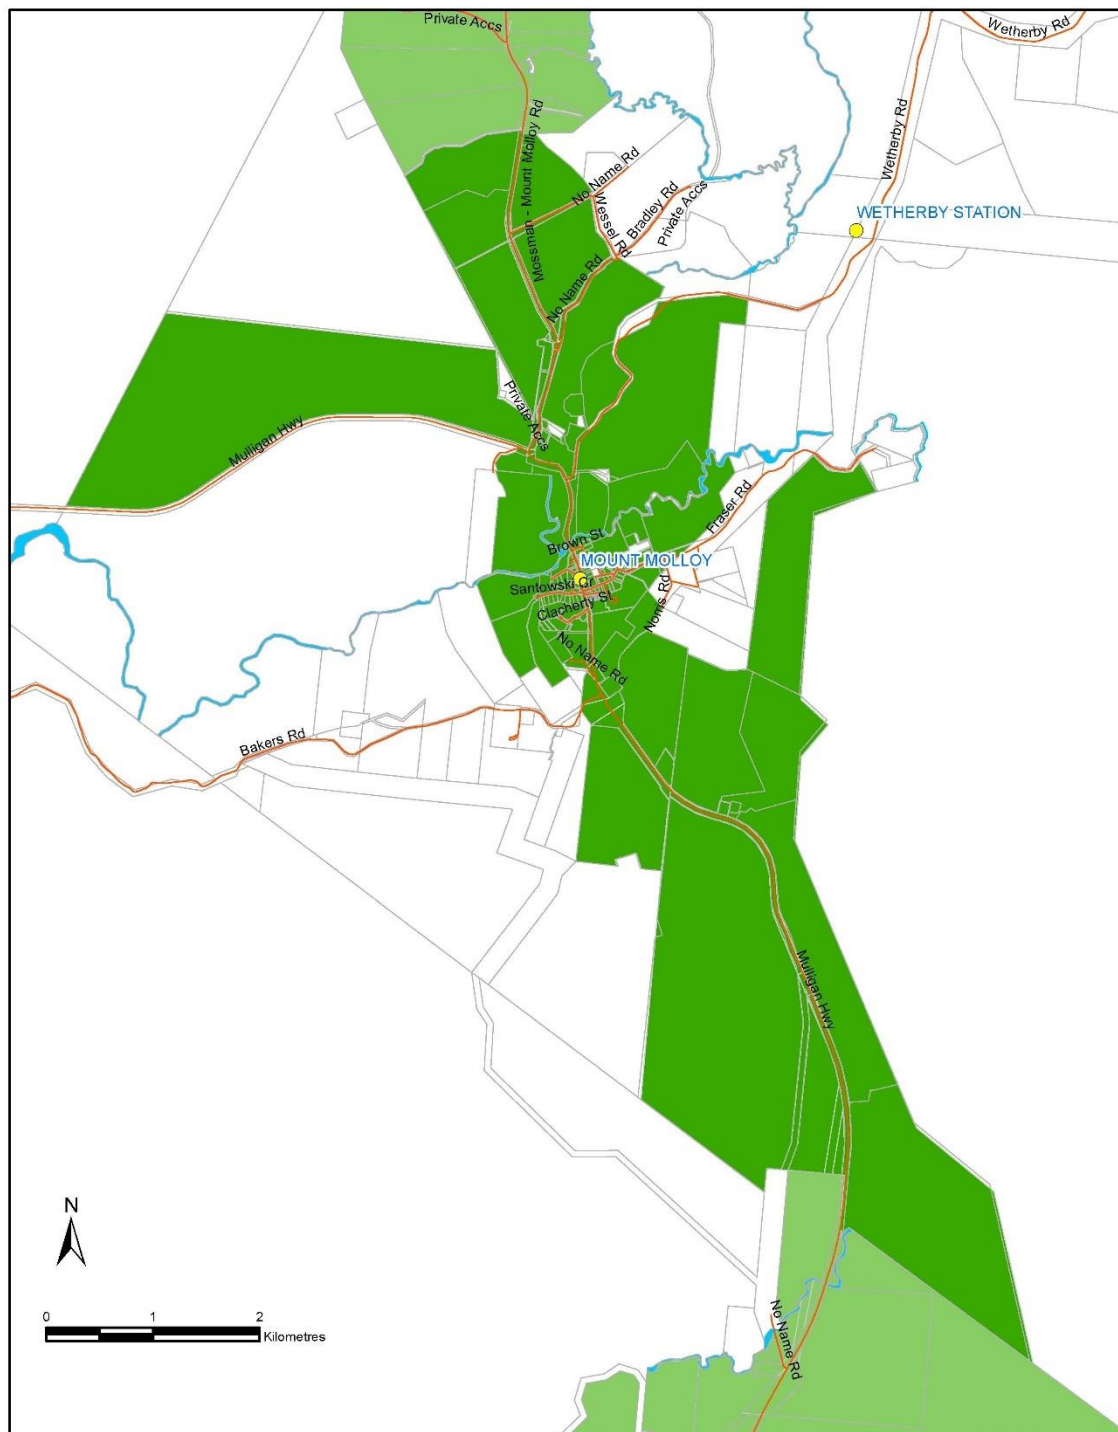 Private Accs
Wetherby Rd
Mossman - Mount Molloy Rd
Wetherby Rd
No Name Rd
Wessel Rd
Bradley Rd
Private Accs
WETHERBY STATION
No Name Rd
Private Accs
Mulligan Hwy
Fraser Rd
Brown St
MOUNT MOLLOY
Santowski Cr
Clacherty St
Norris Rd
No Name Rd
Bakers Rd
Mulligan Hwy
N
0 1 2
Kilometres
No Name Rd